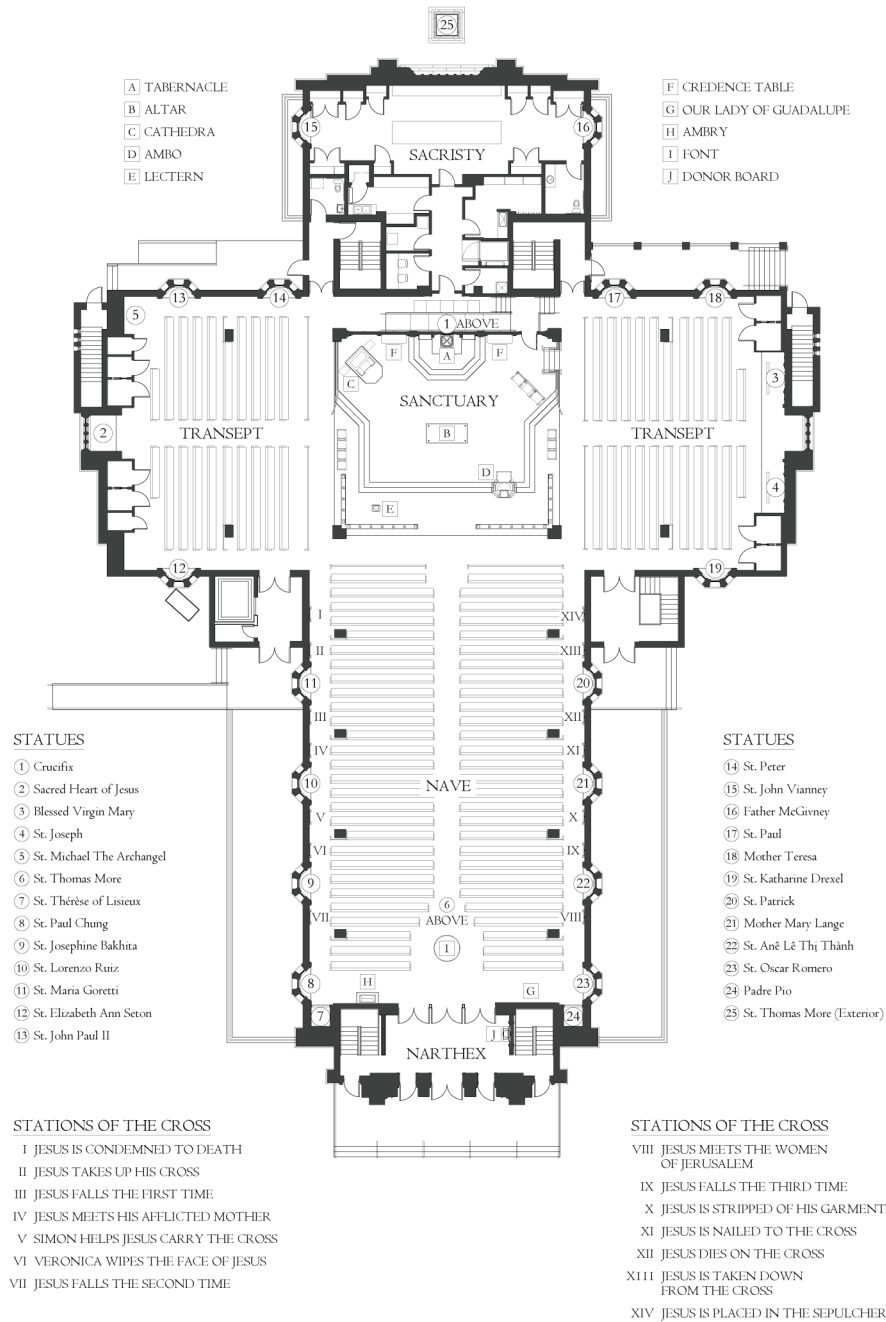 25
A TABERNACLE
B ALTAR
C CATHEDRA
D AMBO
E LECTERN
F CREDENCE TABLE
G OUR LADY OF GUADALUPE
H AMBRY
I FONT
J DONOR BOARD
15
16
SACRISTY
13
14
17
18
5
1 ABOVE
F
A
F
C
3
SANCTUARY
2
TRANSEPT
B
TRANSEPT
D
4
E
12
19
I
XIV
II
XIII
11
20
III
XII
IV
XI
10
21
NAVE
V
X
VI
IX
9
22
6
ABOVE
VII
VIII
I
8
H
G
23
7
24
J
NARTHEX
STATUES
1 Crucifix
2 Sacred Heart of Jesus
3 Blessed Virgin Mary
4 St. Joseph
5 St. Michael The Archangel
6 St. Thomas More
7 St. Thérèse of Lisieux
8 St. Paul Chung
9 St. Josephine Bakhita
10 St. Lorenzo Ruiz
11 St. Maria Goretti
12 St. Elizabeth Ann Seton
13 St. John Paul II
STATUES
14 St. Peter
15 St. John Vianney
16 Father McGivney
17 St. Paul
18 Mother Teresa
19 St. Katharine Drexel
20 St. Patrick
21 Mother Mary Lange
22 St. Anê Lê Thị Thành
23 St. Oscar Romero
24 Padre Pio
25 St. Thomas More (Exterior)
STATIONS OF THE CROSS
I JESUS IS CONDEMNED TO DEATH
II JESUS TAKES UP HIS CROSS
III JESUS FALLS THE FIRST TIME
IV JESUS MEETS HIS AFFLICTED MOTHER
V SIMON HELPS JESUS CARRY THE CROSS
VI VERONICA WIPES THE FACE OF JESUS
VII JESUS FALLS THE SECOND TIME
STATIONS OF THE CROSS
VIII JESUS MEETS THE WOMEN
OF JERUSALEM
IX JESUS FALLS THE THIRD TIME
X JESUS IS STRIPPED OF HIS GARMENT
XI JESUS IS NAILED TO THE CROSS
XII JESUS DIES ON THE CROSS
XIII JESUS IS TAKEN DOWN
FROM THE CROSS
XIV JESUS IS PLACED IN THE SEPULCHER